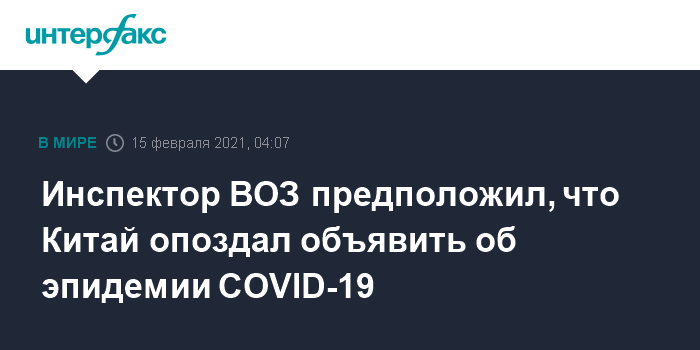 интерфакс
В МИРЕ 15 февраля 2021, 04:07
Инспектор ВОЗ предположил, что
Китай опоздал объявить об
эпидемии COVID-19